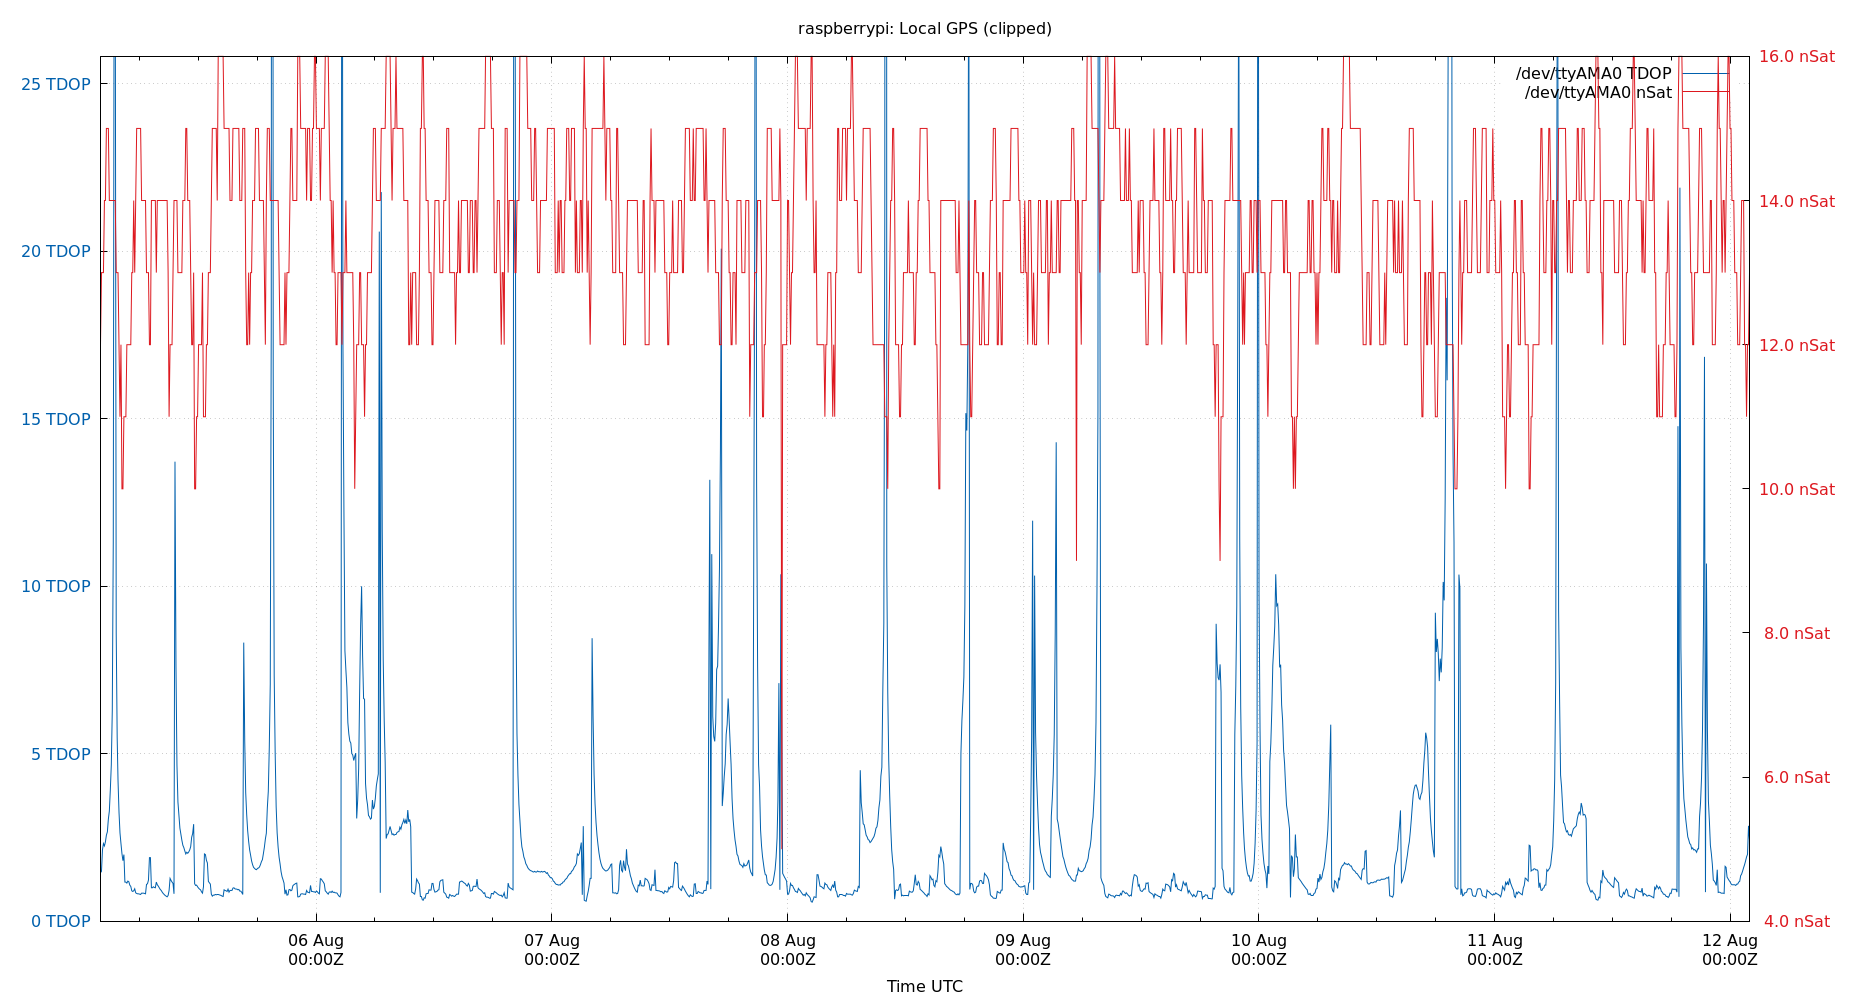 raspberrypi: Local GPS (clipped)
/dev/ttyAMA0 TDOP
/dev/ttyAMA0 nSat
25 TDOP
20 TDOP
15 TDOP
10 TDOP
5 TDOP
0 TDOP
16.0 nSat
14.0 nSat
12.0 nSat
10.0 nSat
8.0 nSat
6.0 nSat
4.0 nSat
06 Aug
00:00Z
07 Aug
00:00Z
08 Aug
00:00Z
09 Aug
00:00Z
10 Aug
00:00Z
11 Aug
00:00Z
12 Aug
00:00Z
Time UTC